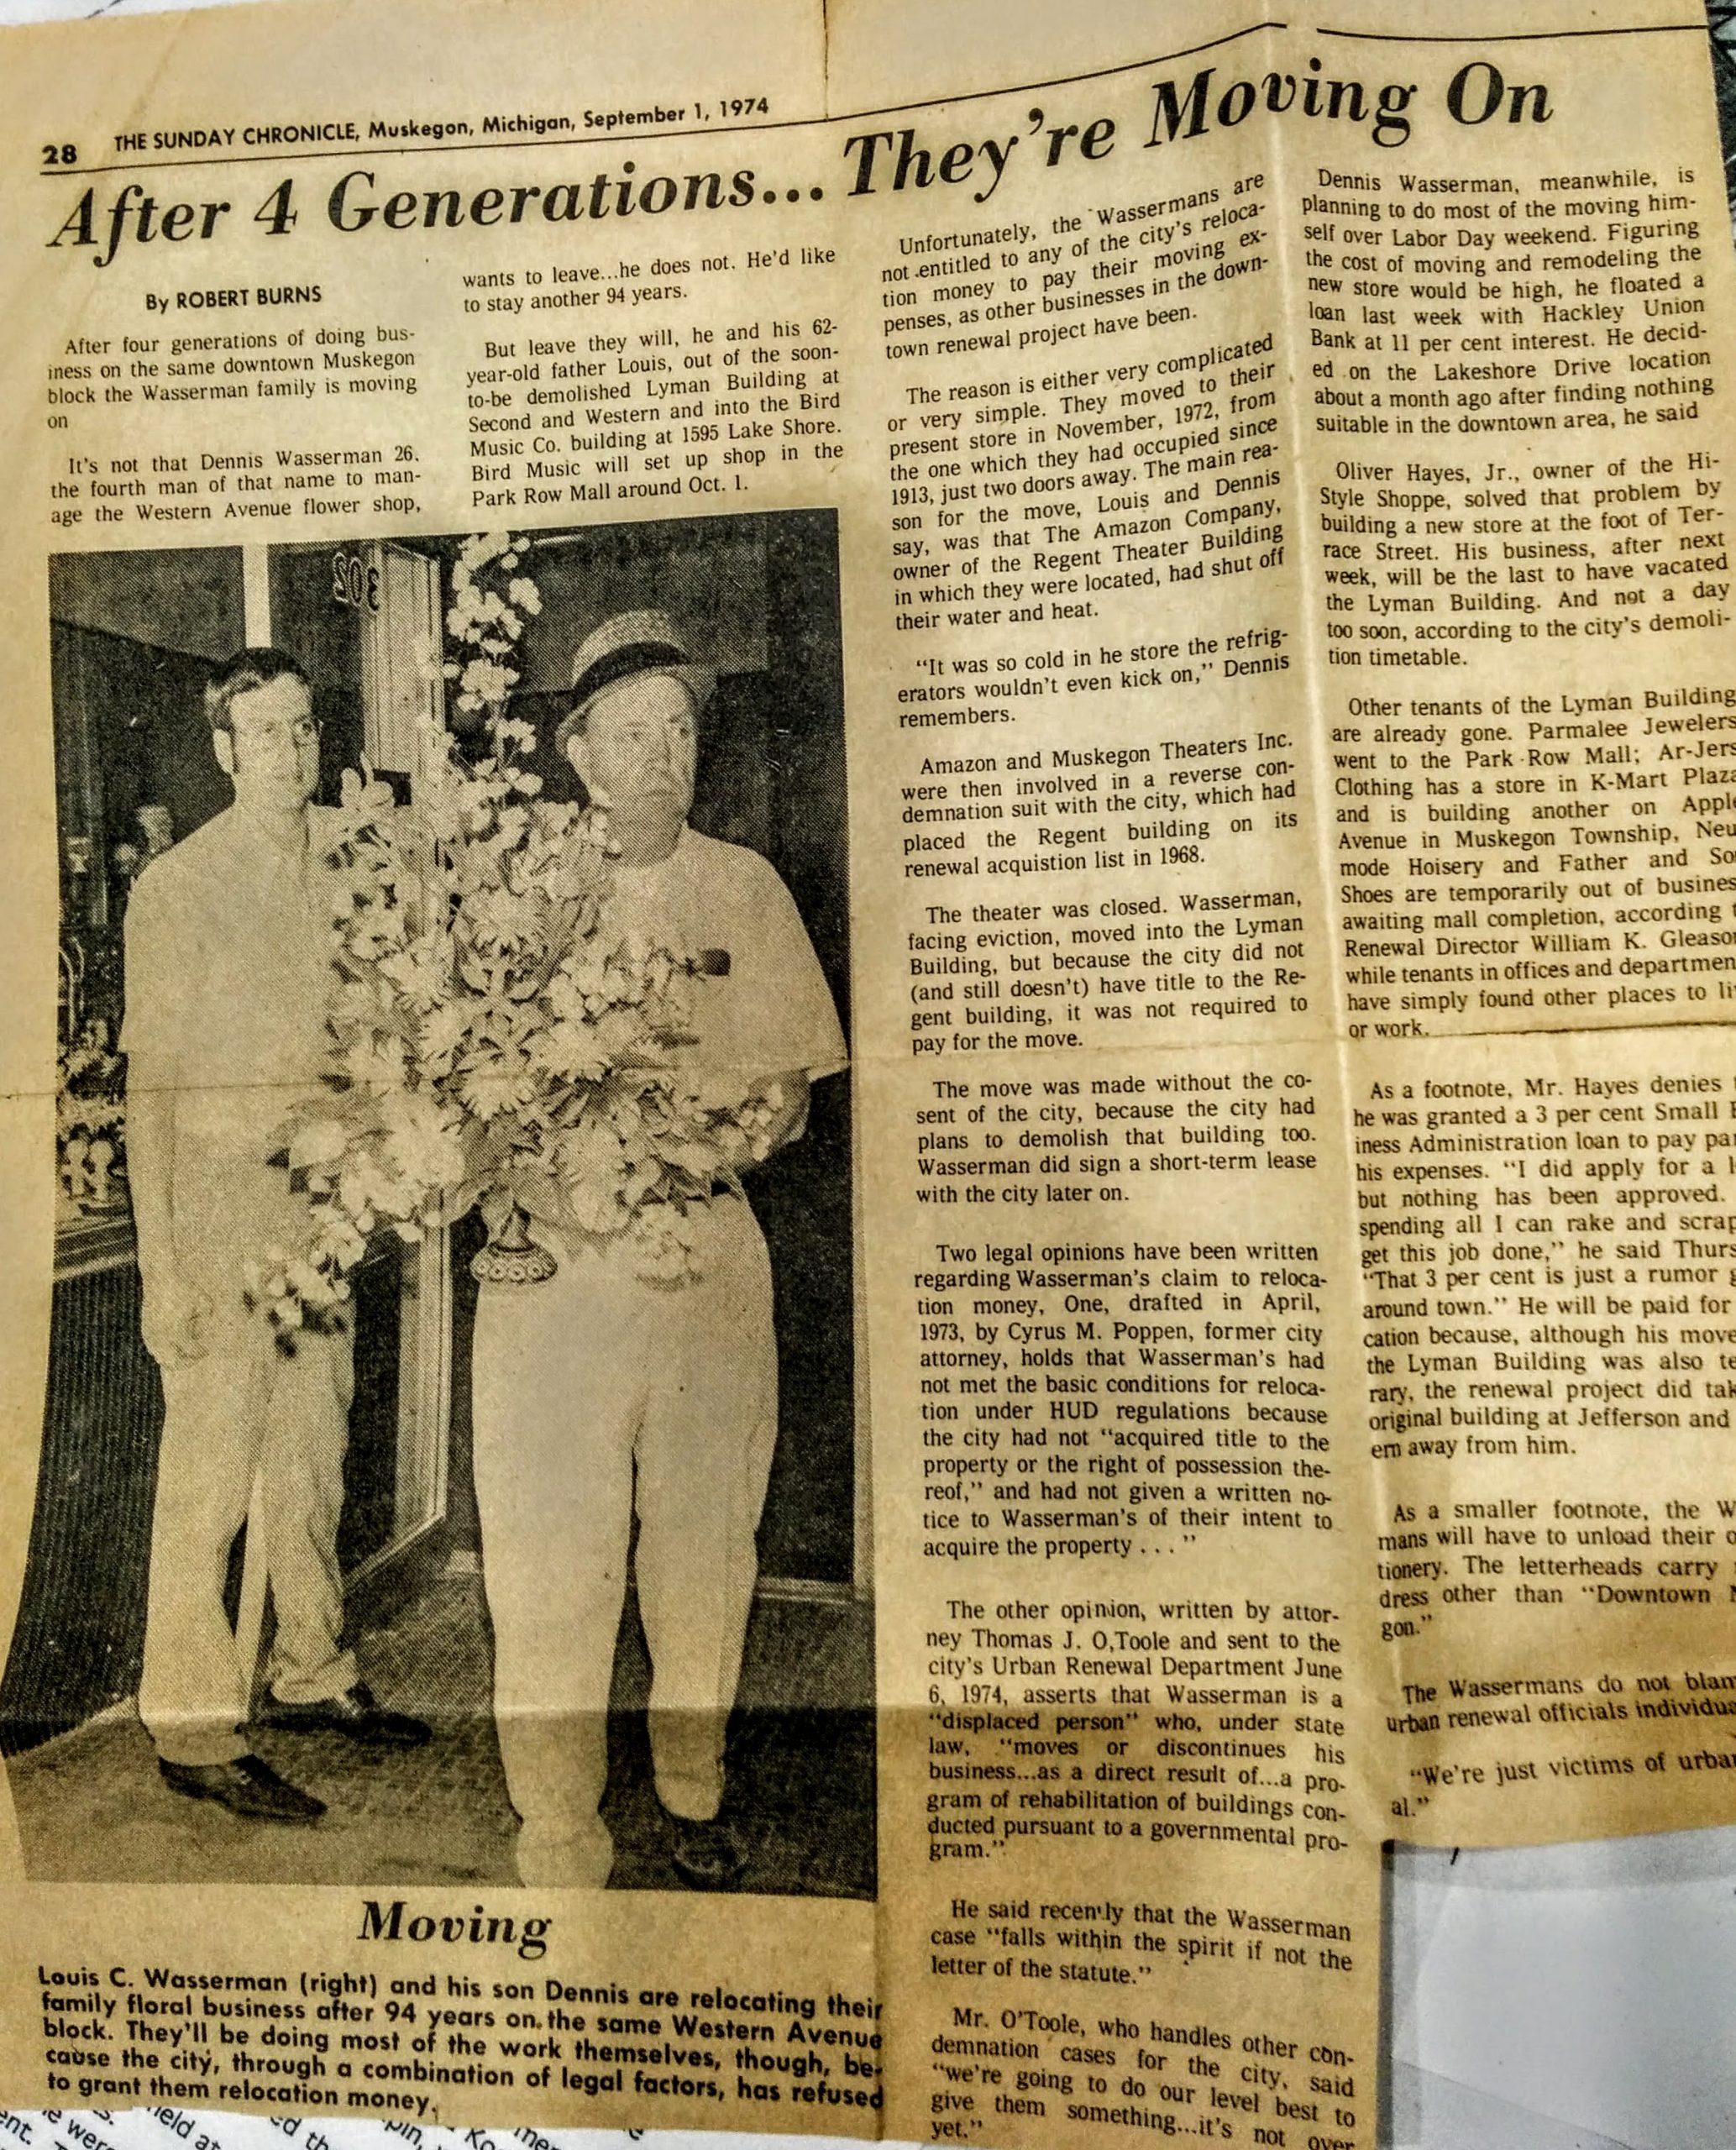 28 THE SUNDAY CHRONICLE, Muskegon, Michigan, September 1, 1974
After 4 Generations... They're Moving On
By ROBERT BURNS
After four generations of doing bus-
iness on the same downtown Muskegon
block the Wasserman family is moving
on
It's not that Dennis Wasserman 26,
the fourth man of that name to man-
age the Western Avenue flower shop,
wants to leave...he does not. He'd like
to stay another 94 years.
But leave they will, he and his 62-
year-old father Louis, out of the soon-
to-be demolished Lyman Building at
Second and Western and into the Bird
Music Co. building at 1595 Lake Shore.
Bird Music will set up shop in the
Park Row Mall around Oct. 1.
302
Moving
Louis C. Wasserman (right) and his son Dennis are relocating their
family floral business after 94 years on the same Western Avenue
block. They'll be doing most of the work themselves, though, be-
cause the city, through a combination of legal factors, has refused
to grant them relocation money.
Unfortunately, the Wassermans are
not entitled to any of the city's reloca-
tion money to pay their moving ex-
penses, as other businesses in the down-
town renewal project have been.
The reason is either very complicated
or very simple. They moved to their
present store in November, 1972, from
the one which they had occupied since
1913, just two doors away. The main rea-
son for the move, Louis and Dennis
say, was that The Amazon Company,
owner of the Regent Theater Building
in which they were located, had shut off
their water and heat.
"It was so cold in he store the refrig-
erators wouldn't even kick on," Dennis
remembers.
Amazon and Muskegon Theaters Inc.
were then involved in a reverse con-
demnation suit with the city, which had
placed the Regent building on its
renewal acquistion list in 1968.
The theater was closed. Wasserman,
facing eviction, moved into the Lyman
Building, but because the city did not
(and still doesn't) have title to the Re-
gent building, it was not required to
pay for the move.
The move was made without the co-
sent of the city, because the city had
plans to demolish that building too.
Wasserman did sign a short-term lease
with the city later on.
Two legal opinions have been written
regarding Wasserman's claim to reloca-
tion money, One, drafted in April,
1973, by Cyrus M. Poppen, former city
attorney, holds that Wasserman's had
not met the basic conditions for reloca-
tion under HUD regulations because
the city had not "acquired title to the
property or the right of possession the-
reof," and had not given a written no-
tice to Wasserman's of their intent to
acquire the property . . ."
The other opinion, written by attor-
ney Thomas J. O,Toole and sent to the
city's Urban Renewal Department June
6, 1974, asserts that Wasserman is a
"displaced person" who, under state
law, "moves or discontinues his
business...as a direct result of...a pro-
gram of rehabilitation of buildings con-
ducted pursuant to a governmental pro-
gram."
He said recently that the Wasserman
case "falls within the spirit if not the
letter of the statute."
Mr. O'Toole, who handles other con-
demnation cases for the city, said
"we're going to do our level best to
give them something...it's not over
yet."
Dennis Wasserman, meanwhile, is
planning to do most of the moving him-
self over Labor Day weekend. Figuring
the cost of moving and remodeling the
new store would be high, he floated a
loan last week with Hackley Union
Bank at 11 per cent interest. He decid-
ed on the Lakeshore Drive location
about a month ago after finding nothing
suitable in the downtown area, he said
Oliver Hayes, Jr., owner of the Hi-
Style Shoppe, solved that problem by
building a new store at the foot of Ter-
race Street. His business, after next
week, will be the last to have vacated
the Lyman Building. And not a day
too soon, according to the city's demoli-
tion timetable.
Other tenants of the Lyman Building
are already gone. Parmalee Jewelers
went to the Park Row Mall; Ar-Jers
Clothing has a store in K-Mart Plaza
and is building another on Apple
Avenue in Muskegon Township, Neu
mode Hoisery and Father and So
Shoes are temporarily out of busines
awaiting mall completion, according
Renewal Director William K. Gleaso
while tenants in offices and departmen
have simply found other places to li
or work.
As a footnote, Mr. Hayes denies
he was granted a 3 per cent Small
iness Administration loan to pay pa
his expenses. "I did apply for a
but nothing has been approved.
spending all I can rake and scrap
get this job done," he said Thurs
"That 3 per cent is just a rumor
around town." He will be paid for
cation because, although his move
the Lyman Building was also te
rary, the renewal project did tak
original building at Jefferson and
ern away from him.
As a smaller footnote, the W
mans will have to unload their
tionery. The letterheads carry
dress other than "Downtown
gon."
The Wassermans do not blam
urban renewal officials individua
"We're just victims of urba
al."